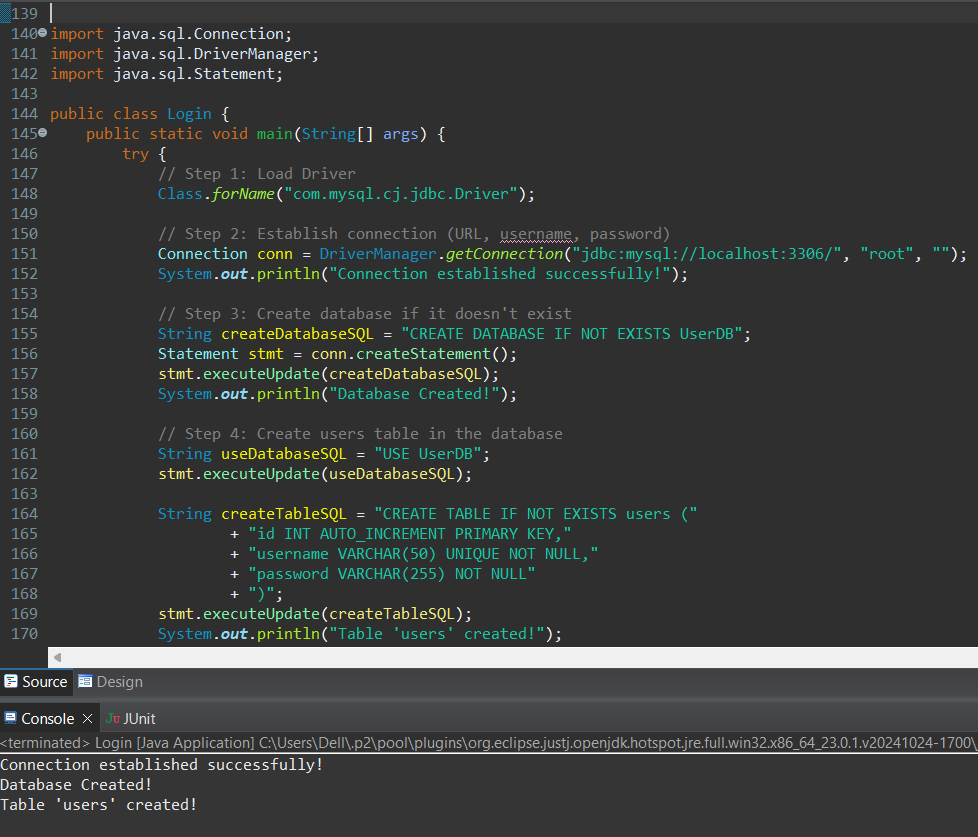 139
140 import java.sql.Connection;
141 import java.sql.DriverManager;
142 import java.sql.Statement;
143
144 public class Login {
145     public static void main(String[] args) {
146         try {
147             // Step 1: Load Driver
148             Class.forName("com.mysql.cj.jdbc.Driver");
149
150             // Step 2: Establish connection (URL, username, password)
151             Connection conn = DriverManager.getConnection("jdbc:mysql://localhost:3306/", "root", "");
152             System.out.println("Connection established successfully!");
153
154             // Step 3: Create database if it doesn't exist
155             String createDatabaseSQL = "CREATE DATABASE IF NOT EXISTS UserDB";
156             Statement stmt = conn.createStatement();
157             stmt.executeUpdate(createDatabaseSQL);
158             System.out.println("Database Created!");
159
160             // Step 4: Create users table in the database
161             String useDatabaseSQL = "USE UserDB";
162             stmt.executeUpdate(useDatabaseSQL);
163
164             String createTableSQL = "CREATE TABLE IF NOT EXISTS users ("
165                     + "id INT AUTO_INCREMENT PRIMARY KEY,"
166                     + "username VARCHAR(50) UNIQUE NOT NULL,"
167                     + "password VARCHAR(255) NOT NULL"
168                     + ")";
169             stmt.executeUpdate(createTableSQL);
170             System.out.println("Table 'users' created!");
Source Design
Console Ju JUnit
<terminated> Login [Java Application] C:\Users\Dell\.p2\pool\plugins\org.eclipse.justj.openjdk.hotspot.jre.full.win32.x86_64_23.0.1.v20241024-1700\
Connection established successfully!
Database Created!
Table 'users' created!